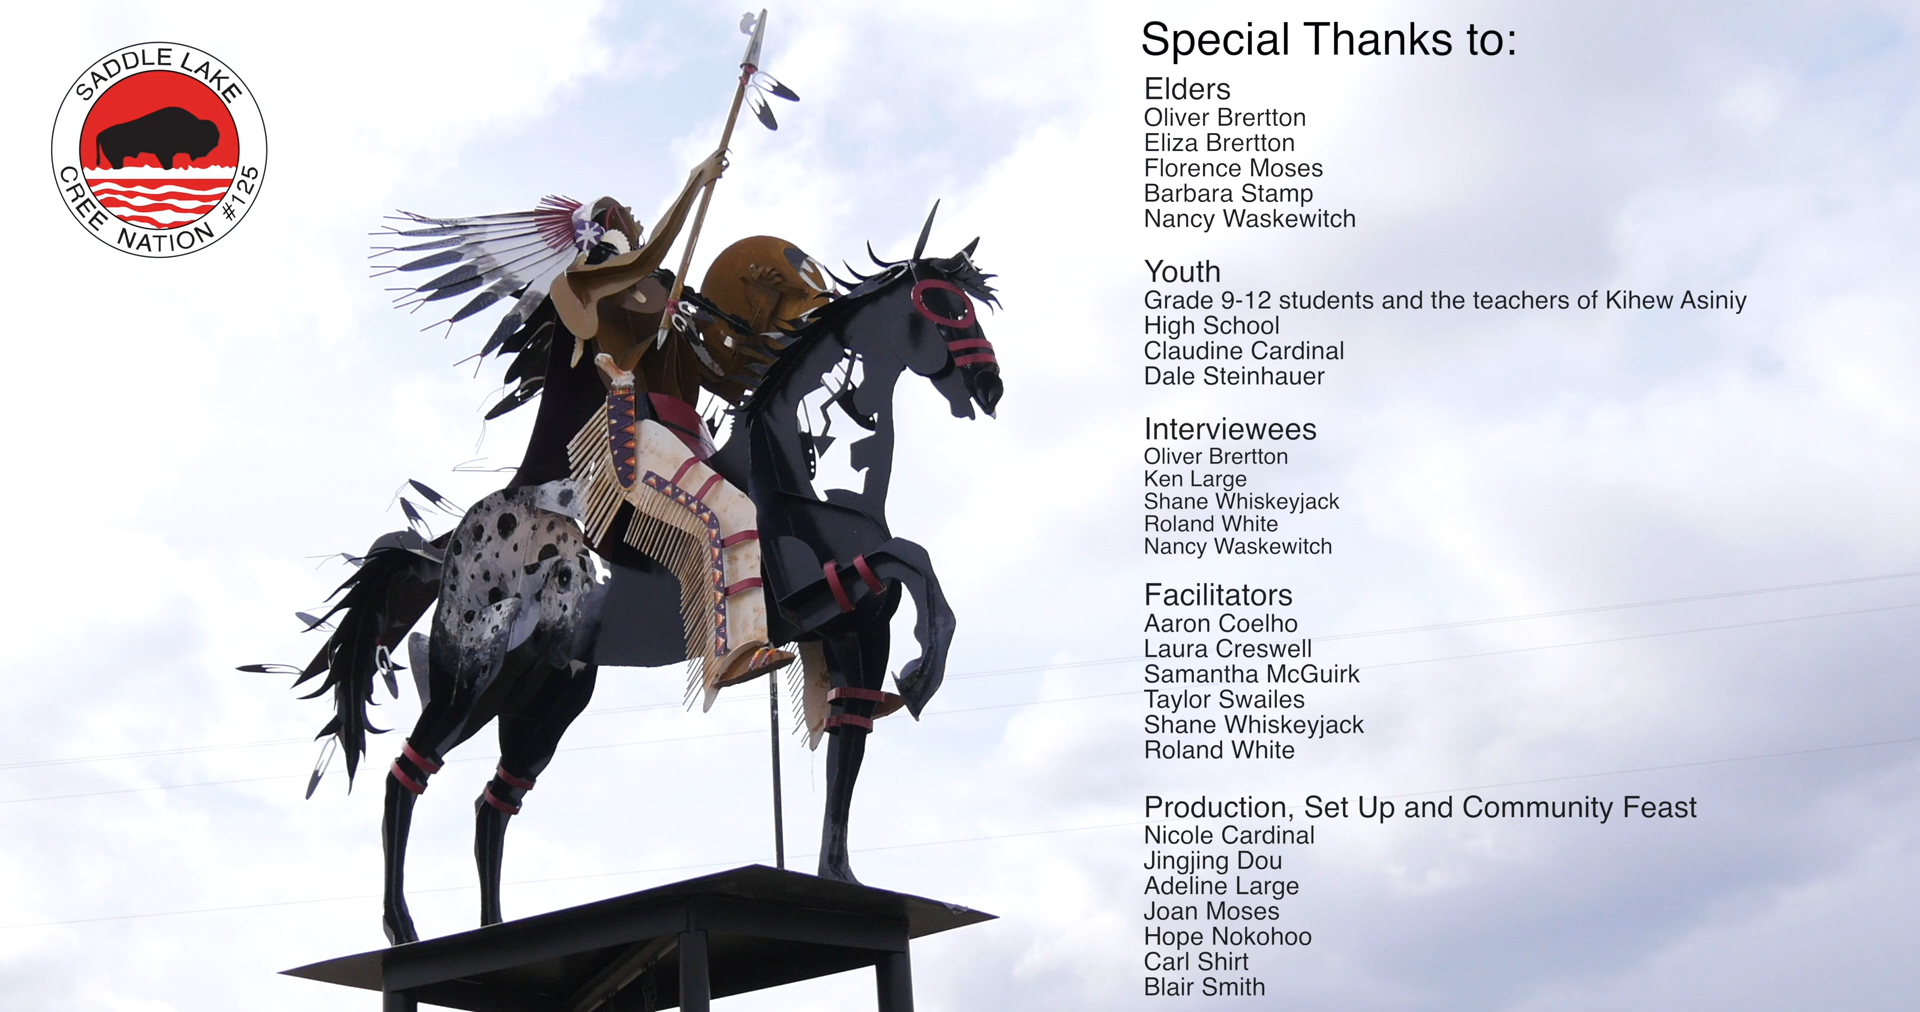 SADDLE LAKE
CREE NATION #125
Special Thanks to:
Elders
Oliver Brertton
Eliza Brertton
Florence Moses
Barbara Stamp
Nancy Waskewitch
Youth
Grade 9-12 students and the teachers of Kihew Asiniy
High School
Claudine Cardinal
Dale Steinhauer
Interviewees
Oliver Brertton
Ken Large
Shane Whiskeyjack
Roland White
Nancy Waskewitch
Facilitators
Aaron Coelho
Laura Creswell
Samantha McGuirk
Taylor Swailes
Shane Whiskeyjack
Roland White
Production, Set Up and Community Feast
Nicole Cardinal
Jingjing Dou
Adeline Large
Joan Moses
Hope Nokohoo
Carl Shirt
Blair Smith